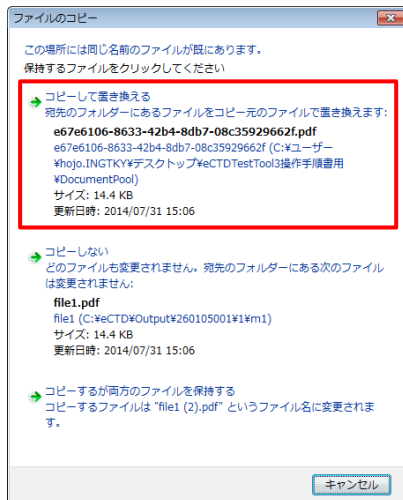 ファイルのコピー
この場所には同じ名前のファイルが既にあります。
保持するファイルをクリックしてください
コピーして置き換える
宛先のフォルダーにあるファイルをコピー元のファイルで置き換えます:
e67e6106-8633-42b4-8db7-08c35929662f.pdf
e67e6106-8633-42b4-8db7-08c35929662f (C:¥ユーザー
¥hojo.INGTKY¥デスクトップ¥eCTDTestTool3操作手順書用
¥DocumentPool)
サイズ: 14.4 KB
更新日時: 2014/07/31 15:06
コピーしない
どのファイルも変更されません。宛先のフォルダーにある次のファイル
は変更されません:
file1.pdf
file1 (C:¥eCTD¥Output¥260105001¥1¥m1)
サイズ: 14.4 KB
更新日時: 2014/07/31 15:06
コピーするが両方のファイルを保持する
コピーするファイルは "file1 (2).pdf" というファイル名に変更されま
す。
キャンセル